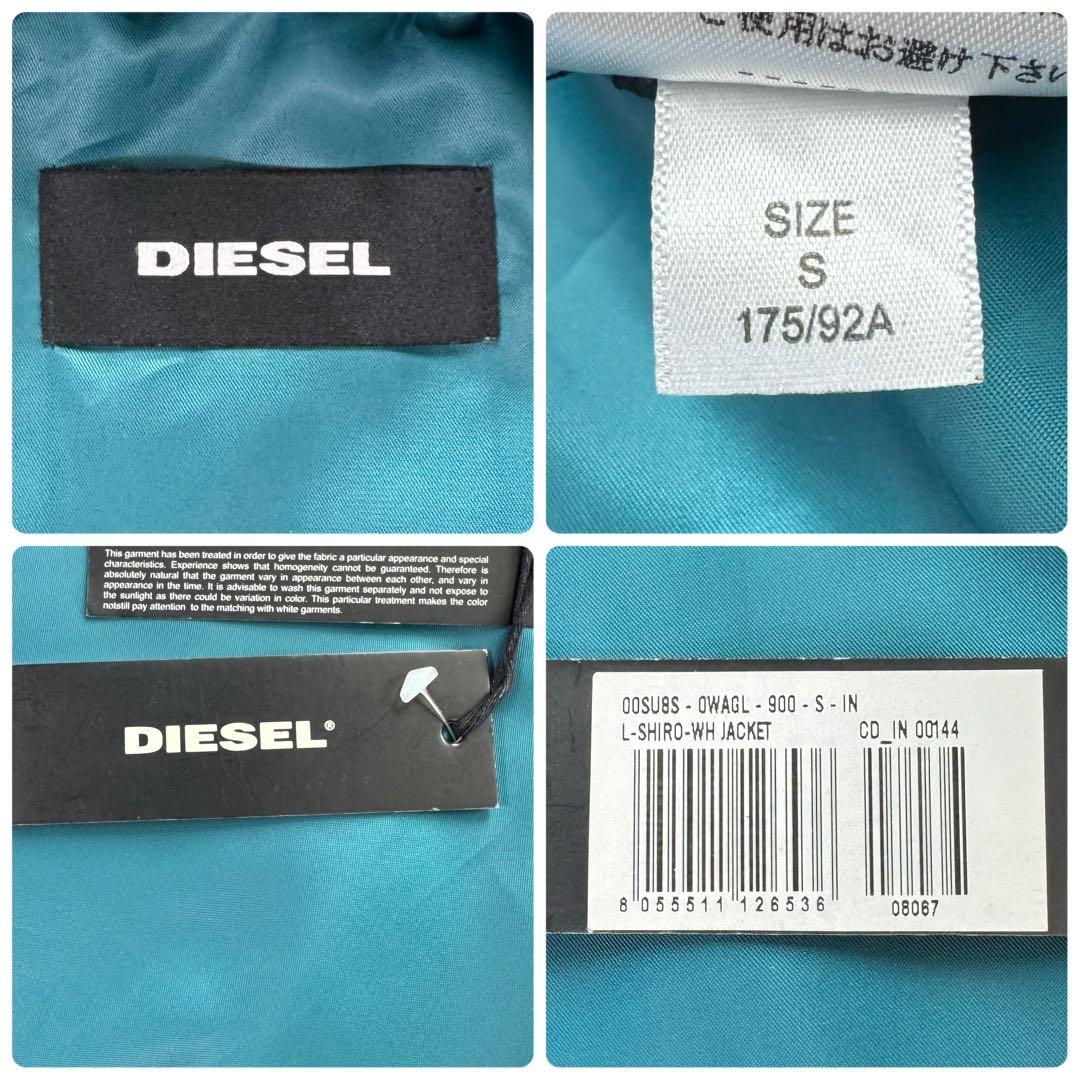 DIESEL
ご使用はお避け下さい
SIZE
S
175/92A
This garment has been treated in order to give the fabric a particular appearance and special
characteristics. Experience shows that homogeneity cannot be guaranteed. Therefore is
absolutely natural that the garment vary in appearance between each other, and vary in
appearance in the time. It is advisable to wash this garment separately and not expose to
the sunlight as there could be variation in color. This particular treatment makes the color
notstill pay attention to the matching with white garments.
DIESEL®
00SU8S - 0WAGL - 900 - S - IN
L-SHIRO-WH JACKET CD_IN 00144
8 055511 126536 08067